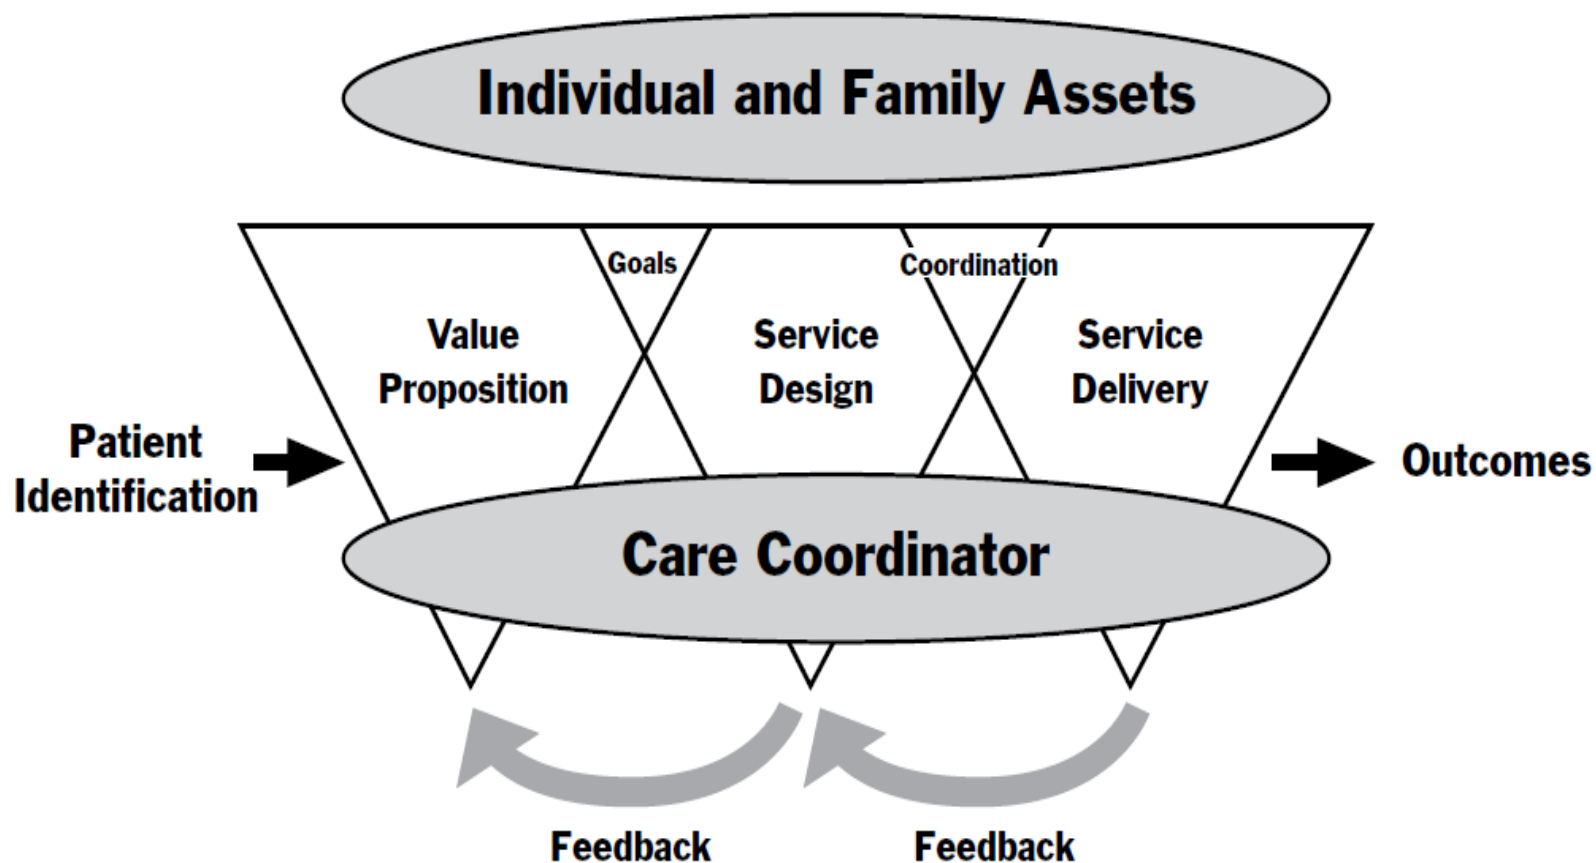 Individual and Family Assets
Goals
Coordination
Value
Proposition
Service
Design
Service
Delivery
Patient
Identification
Outcomes
Care Coordinator
Feedback
Feedback